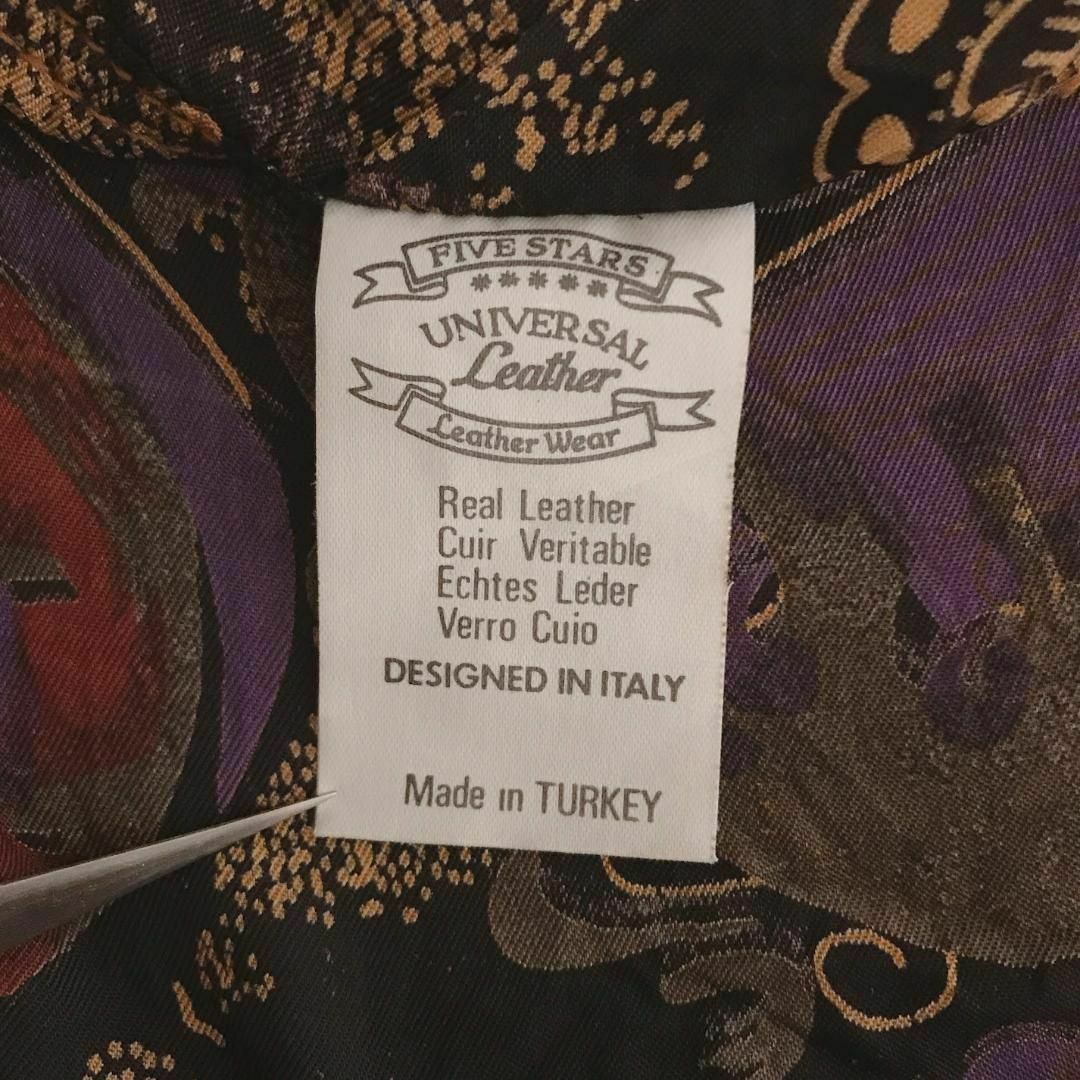 FIVE STARS
*****
UNIVERSAL
Leather
Leather Wear
Real Leather
Cuir Veritable
Echtes Leder
Verro Cuio
DESIGNED IN ITALY
Made in TURKEY